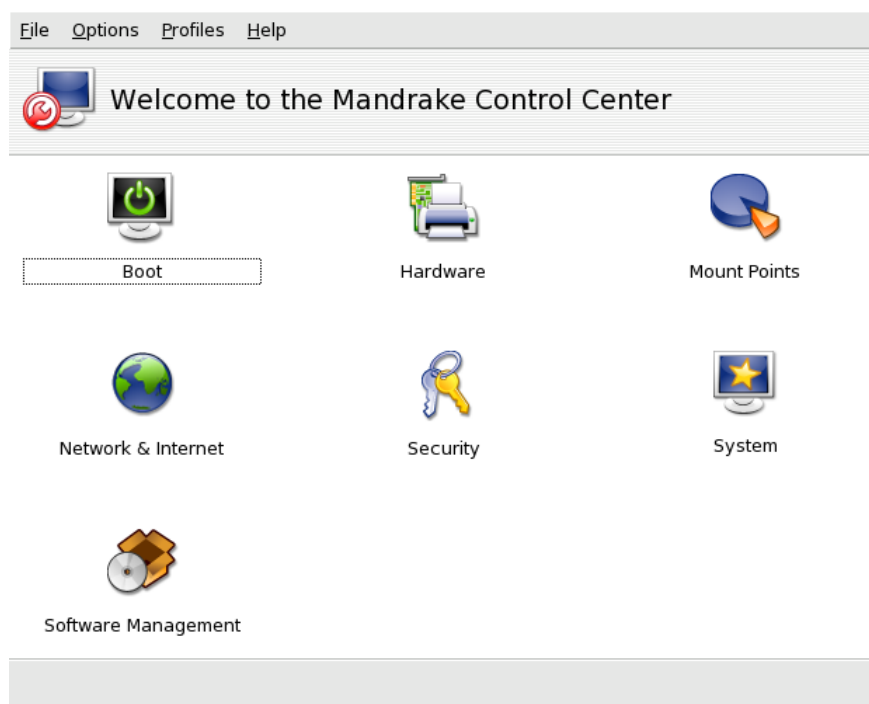 File Options Profiles Help
Welcome to the Mandrake Control Center
Boot Hardware Mount Points
Network & Internet Security System
Software Management